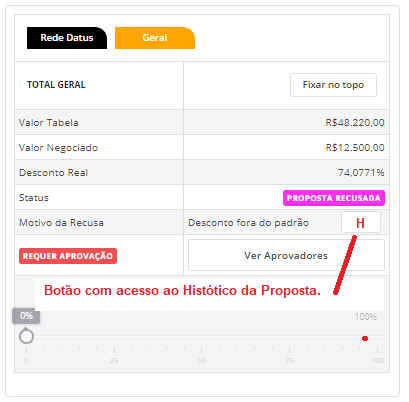 Rede Datus Geral
TOTAL GERAL Fixar no topo
Valor Tabela R$48.220,00
Valor Negociado R$12.500,00
Desconto Real 74,0771%
Status PROPOSTA RECUSADA
Motivo da Recusa Desconto fora do padrão H
REQUER APROVAÇÃO Ver Aprovadores
Botão com acesso ao Histótico da Proposta.
0% 100%
0 25 50 75 100